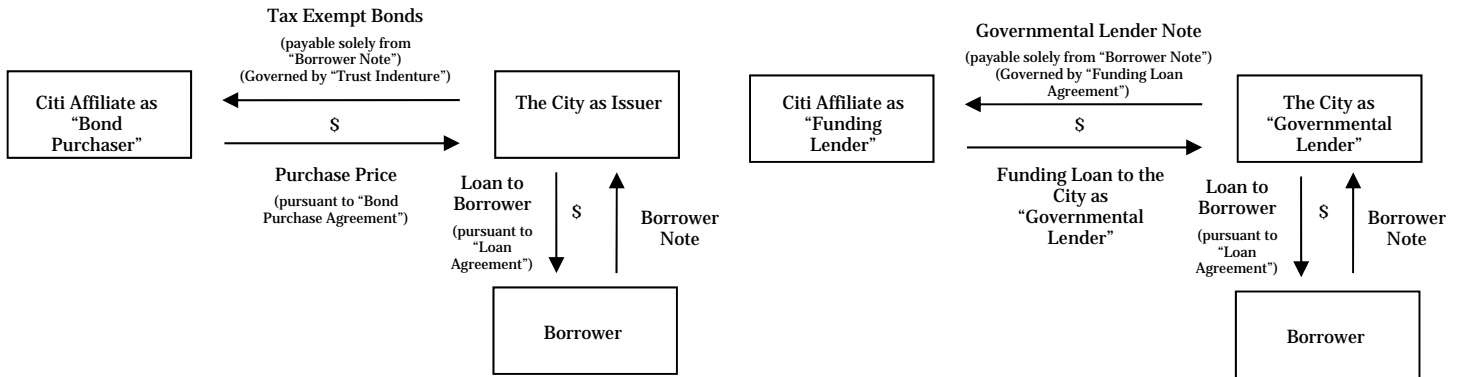 Tax Exempt Bonds
(payable solely from
“Borrower Note”)
(Governed by “Trust Indenture”)
Citi Affiliate as
“Bond
Purchaser”
The City as Issuer
$
Purchase Price
(pursuant to “Bond
Purchase Agreement”)
Loan to
Borrower
(pursuant to
“Loan
Agreement”)
$
Borrower
Note
Borrower
Governmental Lender Note
(payable solely from “Borrower Note”)
(Governed by “Funding Loan
Agreement”)
Citi Affiliate as
“Funding
Lender”
The City as
“Governmental
Lender”
$
Funding Loan to the
City as
“Governmental
Lender”
Loan to
Borrower
(pursuant to
“Loan
Agreement”)
$
Borrower
Note
Borrower